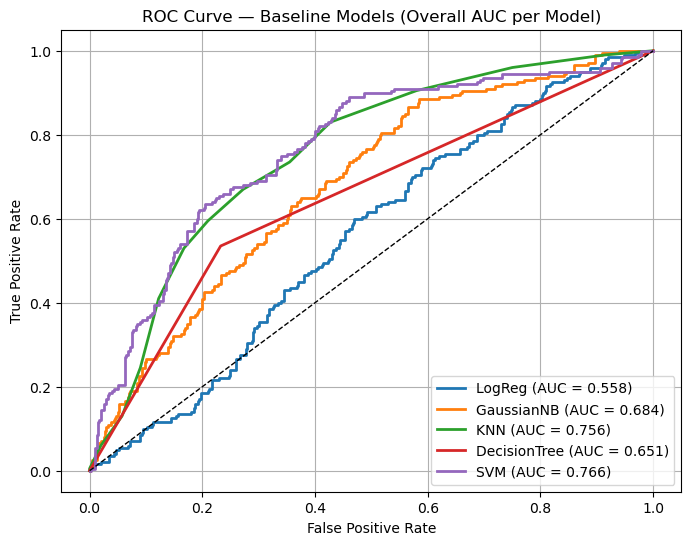 ROC Curve — Baseline Models (Overall AUC per Model)
True Positive Rate
1.0
0.8
0.6
0.4
0.2
0.0
0.0 0.2 0.4 0.6 0.8 1.0
False Positive Rate
LogReg (AUC = 0.558)
GaussianNB (AUC = 0.684)
KNN (AUC = 0.756)
DecisionTree (AUC = 0.651)
SVM (AUC = 0.766)